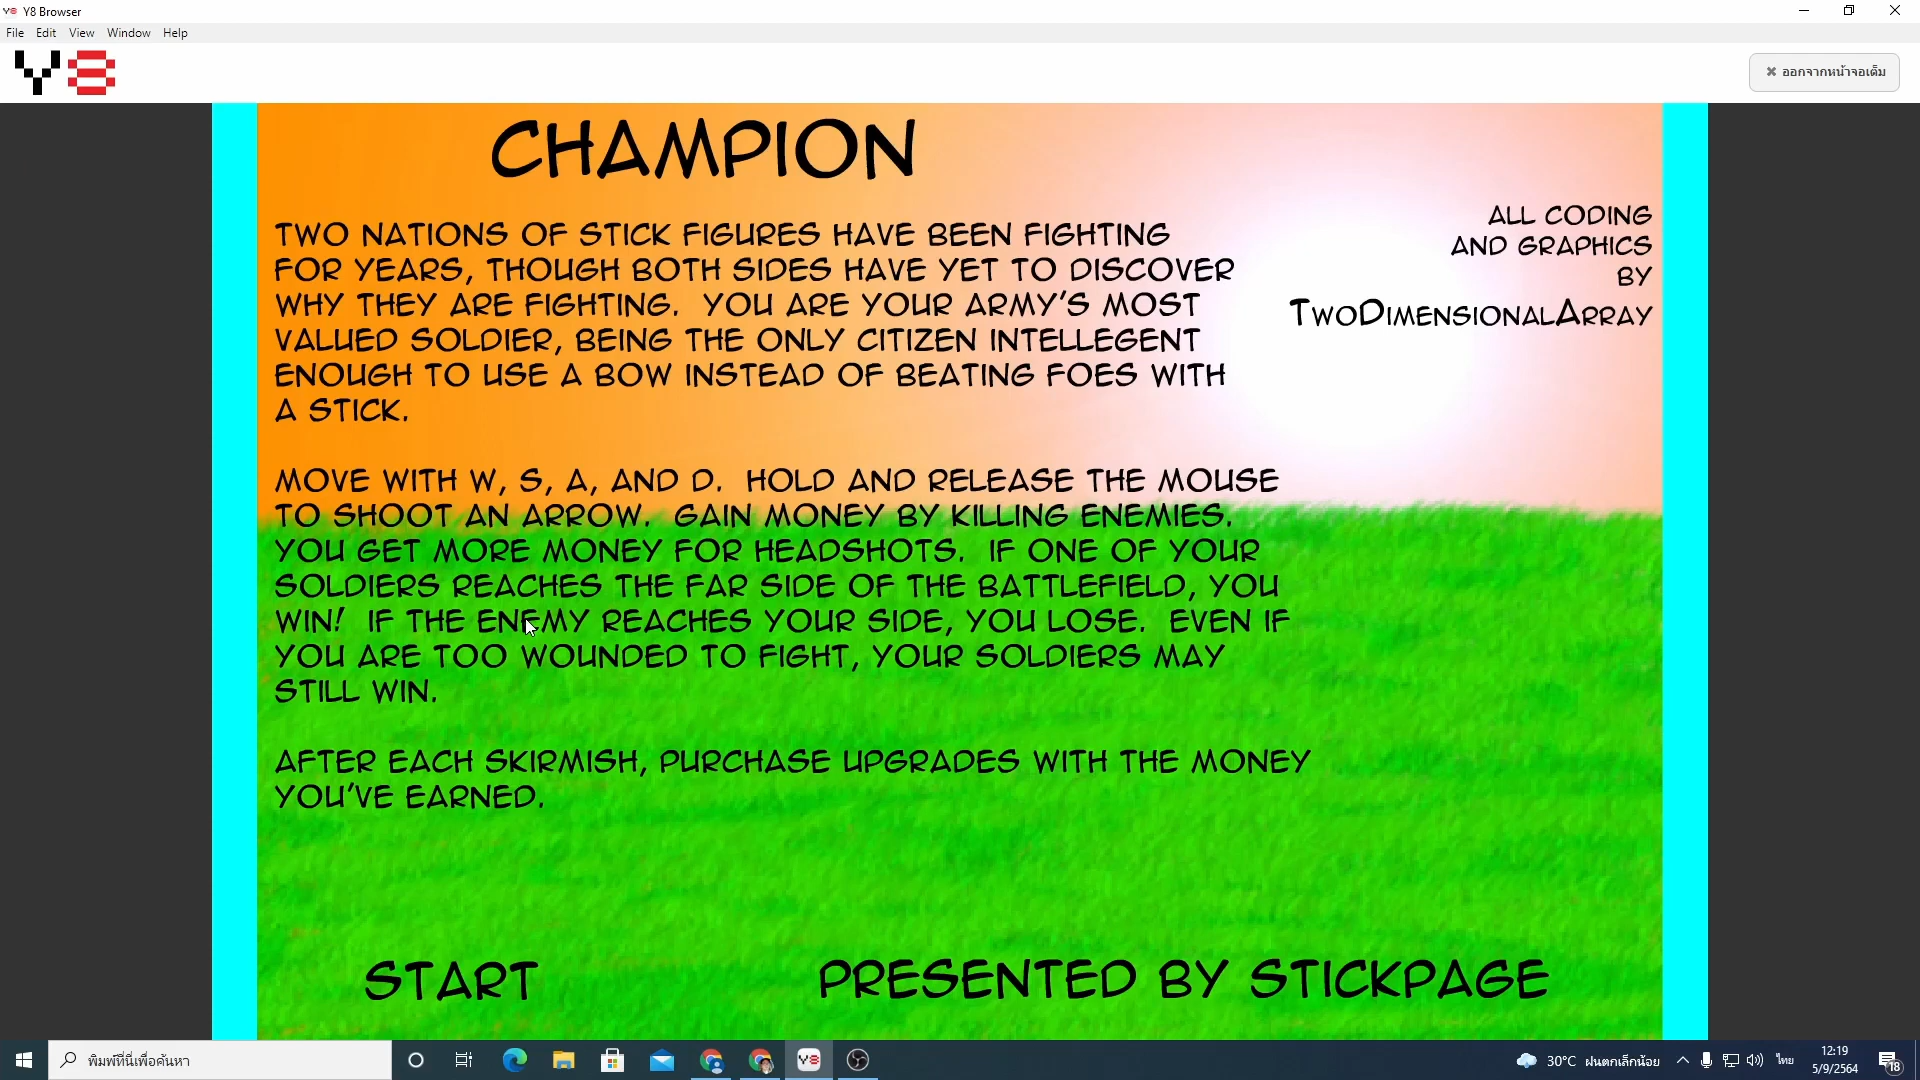 Y8 Browser
File Edit View Window Help
Y8
✖ ออกจากหน้าจอเต็ม
CHAMPION
TWO NATIONS OF STICK FIGURES HAVE BEEN FIGHTING
FOR YEARS, THOUGH BOTH SIDES HAVE YET TO DISCOVER
WHY THEY ARE FIGHTING. YOU ARE YOUR ARMY'S MOST
VALUED SOLDIER, BEING THE ONLY CITIZEN INTELLEGENT
ENOUGH TO USE A BOW INSTEAD OF BEATING FOES WITH
A STICK.
ALL CODING
AND GRAPHICS
BY
TWODIMENSIONALARRAY
MOVE WITH W, S, A, AND D. HOLD AND RELEASE THE MOUSE
TO SHOOT AN ARROW. GAIN MONEY BY KILLING ENEMIES.
YOU GET MORE MONEY FOR HEADSHOTS. IF ONE OF YOUR
SOLDIERS REACHES THE FAR SIDE OF THE BATTLEFIELD, YOU
WIN! IF THE ENEMY REACHES YOUR SIDE, YOU LOSE. EVEN IF
YOU ARE TOO WOUNDED TO FIGHT, YOUR SOLDIERS MAY
STILL WIN.
AFTER EACH SKIRMISH, PURCHASE UPGRADES WITH THE MONEY
YOU'VE EARNED.
START
PRESENTED BY STICKPAGE
พิมพ์ที่นี่เพื่อค้นหา
30°C ฝนตกเล็กน้อย
ไทย
12:19
5/9/2564
18